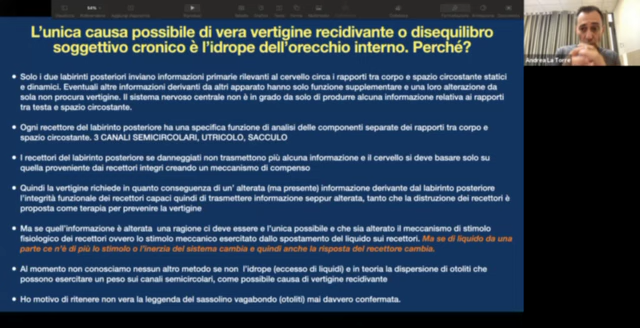 L'unica causa possibile di vera vertigine recidivante o disequilibro
soggettivo cronico è l'idrope dell'orecchio interno. Perché?
Solo i due labirinti posteriori inviano informazioni primarie rilevanti al cervello circa i rapporti tra corpo e spazio circostante statici
e dinamici. Eventuali altre informazioni derivanti da altri apparato hanno solo funzione supplementare e una loro alterazione da
sola non procura vertigine. Il sistema nervoso centrale non è in grado da solo di produrre alcuna informazione relativa ai rapporti
tra testa e spazio circostante.
Ogni recettore del labirinto posteriore ha una specifica funzione di analisi delle componenti separate dei rapporti tra corpo e
spazio circostante. 3 CANALI SEMICIRCOLARI, UTRICOLO, SACCULO
I recettori del labirinto posteriore se danneggiati non trasmettono più alcuna informazione e il cervello si deve basare solo su
quella proveniente dai recettori integri creando un meccanismo di compenso
Quindi la vertigine richiede in quanto conseguenza di un' alterata (ma presente) informazione derivante dal labirinto posteriore
l'integrità funzionale dei recettori capaci quindi di trasmettere informazione seppur alterata, tanto che la distruzione dei recettori è
proposta come terapia per prevenire la vertigine
Ma se quell'informazione è alterata una ragione ci deve essere e l'unica possibile e che sia alterato il meccanismo di stimolo
fisiologico dei recettori ovvero lo stimolo meccanico esercitato dallo spostamento del liquido sui recettori. Ma se di liquido da una
parte ce n'è di più lo stimolo o l'inerzia del sistema cambia e quindi anche la risposta del recettore cambia.
Al momento non conosciamo nessun altro metodo se non l'idrope (eccesso di liquidi) e in teoria la dispersione di otoliti che
possono esercitare un peso sui canali semicircolari, come possibile causa di vertigine recidivante
Ho motivo di ritenere non vera la leggenda del sassolino vagabondo (otoliti) mai davvero confermata.
Andrea La Torre